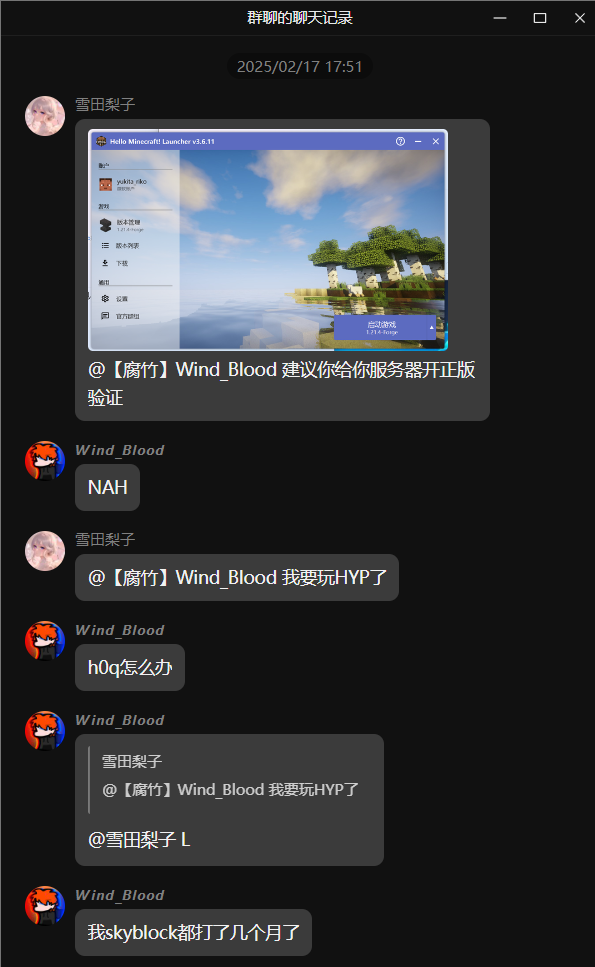 群聊的聊天记录
2025/02/17 17:51
雪田梨子
Hello Minecraft! Launcher v3.6.11
账户
yukita_riko
游戏
版本管理
1.21.4-Forge
版本列表
下载
通用
设置
官方群组
启动游戏
1.21.4-Forge
@【腐竹】Wind_Blood 建议你给你服务器开正版
验证
Wind_Blood
NAH
雪田梨子
@【腐竹】Wind_Blood 我要玩HYP了
Wind_Blood
h0q怎么办
Wind_Blood
雪田梨子
@【腐竹】Wind_Blood 我要玩HYP了
@雪田梨子 L
Wind_Blood
我skyblock都打了几个月了